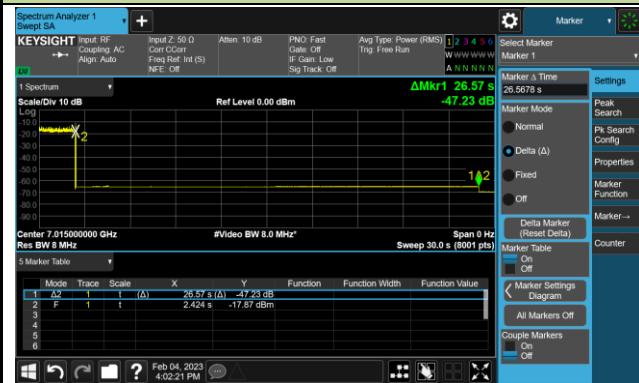 Spectrum Analyzer 1
Swept SA
Marker
KEYSIGHT
Input: RF
Coupling: AC
Align: Auto
Input Z: 50 Ω
Corr CCorr
Freq Ref: Int (S)
NFE: Off
Atten: 10 dB
PNO: Fast
Gate: Off
IF Gain: Low
Sig Track: Off
Avg Type: Power (RMS)
Trig: Free Run
1 2 3 4 5 6
W W W W W W
A N N N N N
LXI
Select Marker
Marker 1
1 Spectrum
Scale/Div 10 dB
Ref Level 0.00 dBm
ΔMkr1 26.57 s
-47.23 dB
Log
-10.0
-20.0
-30.0
-40.0
-50.0
-60.0
-70.0
-80.0
-90.0
2
1Δ2
Center 7.015000000 GHz
Res BW 8 MHz
#Video BW 8.0 MHz*
Span 0 Hz
Sweep 30.0 s (8001 pts)
5 Marker Table
Mode Trace Scale X Y Function Function Width Function Value
1 Δ2 1 t (Δ) 26.57 s (Δ) -47.23 dB
2 F 1 t 2.424 s -17.87 dBm
3
4
5
6
Marker Δ Time
26.5678 s
Marker Mode
Normal
Delta (Δ)
Fixed
Off
Delta Marker
(Reset Delta)
Marker Table
On
Off
Marker Settings
Diagram
All Markers Off
Couple Markers
On
Off
Settings
Peak
Search
Pk Search
Config
Properties
Marker
Function
Marker→
Counter
Feb 04, 2023
4:02:21 PM